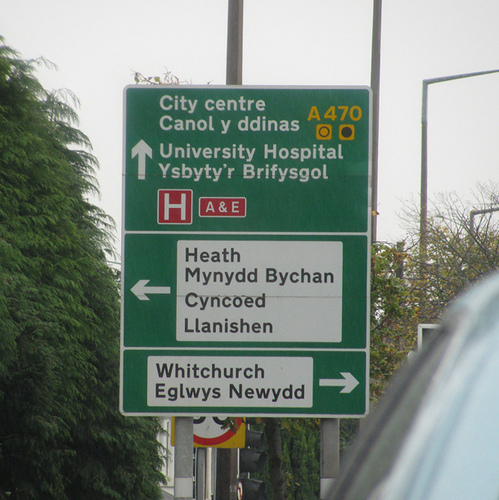 City centre
Canol y ddinas
A470
University Hospital
Ysbyty'r Brifysgol
H A & E
Heath
Mynydd Bychan
Cyncoed
Llanishen
Whitchurch
Eglwys Newydd